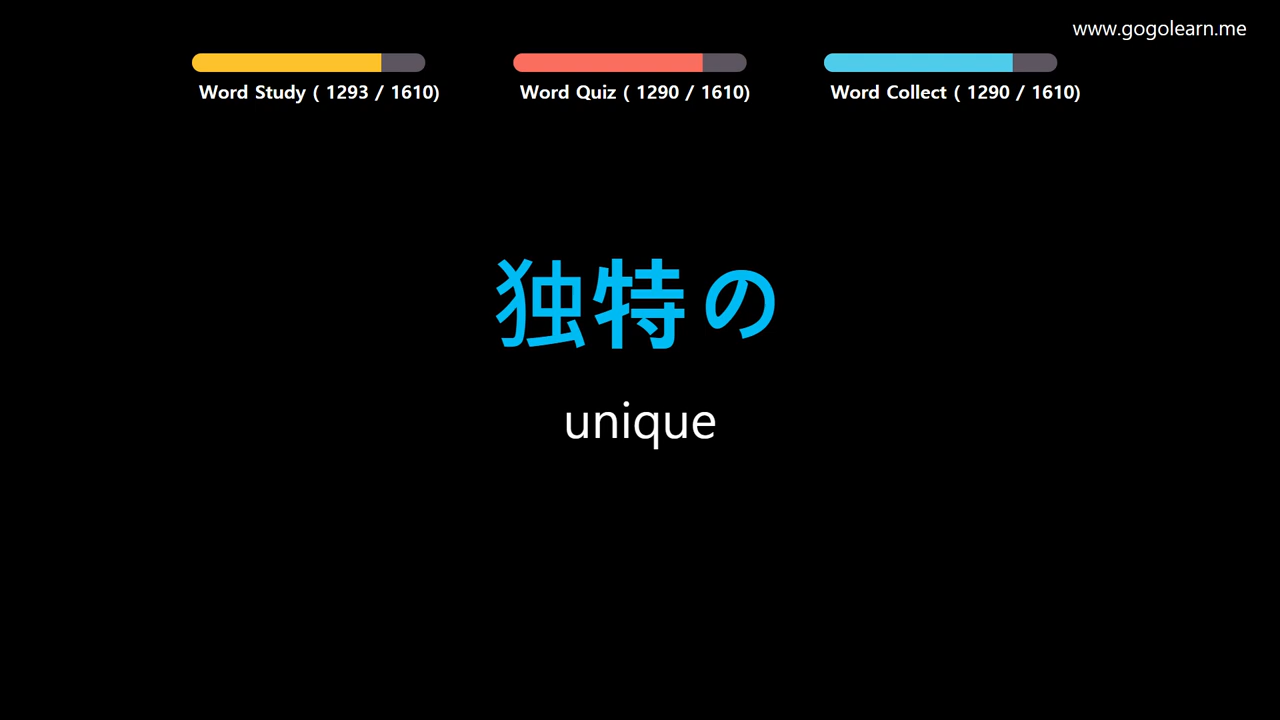 www.gogolearn.me
Word Study ( 1293 / 1610)
Word Quiz ( 1290 / 1610)
Word Collect ( 1290 / 1610)
独特の
unique